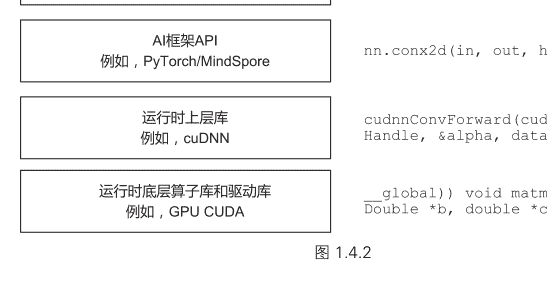 AI框架API
例如，PyTorch/MindSpore
nn.conx2d(in, out, h
运行时上层库
例如，cuDNN
cudnnConvForward(cud
Handle, &alpha, data
运行时底层算子库和驱动库
例如，GPU CUDA
__global)) void matm
Double *b, double *c
图 1.4.2